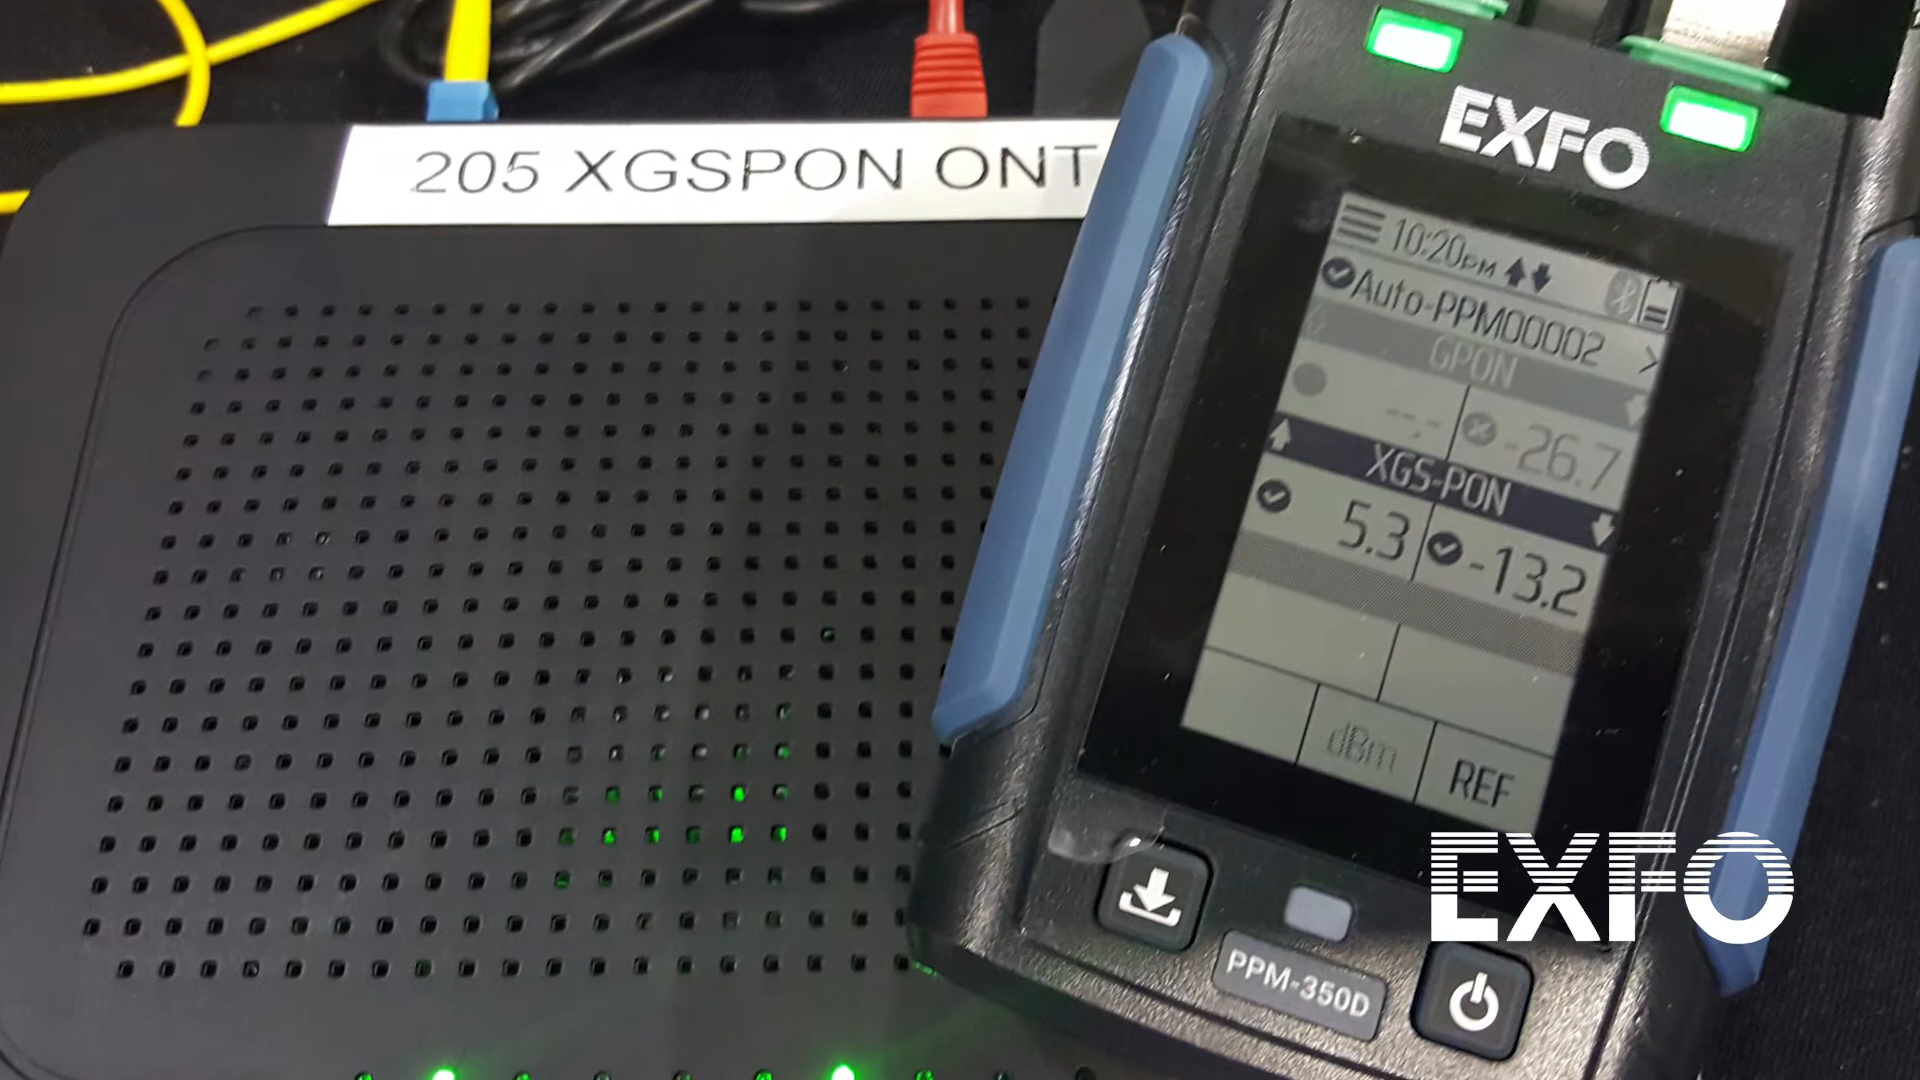 205 XGSPON ONT
EXFO
10:20PM
Auto-PPM00002 >
GPON
--.- -26.7
XGS-PON
5.3 -13.2
dBm REF
PPM-350D
EXFO